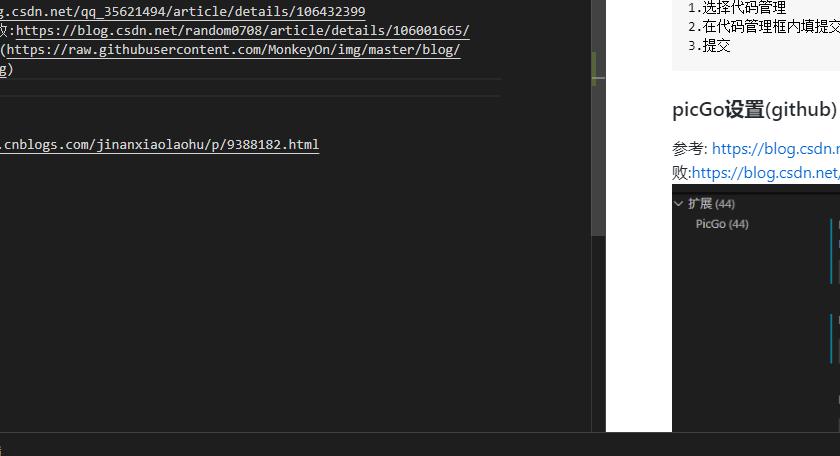 g.csdn.net/qq_35621494/article/details/106432399
败:https://blog.csdn.net/random0708/article/details/106001665/
(https://raw.githubusercontent.com/MonkeyOn/img/master/blog/
g)
.cnblogs.com/jinanxiaolaohu/p/9388182.html
1.选择代码管理
2.在代码管理框内填提交
3.提交
picGo设置(github)
参考: https://blog.csdn.n
败:https://blog.csdn.net/
扩展 (44)
PicGo (44)